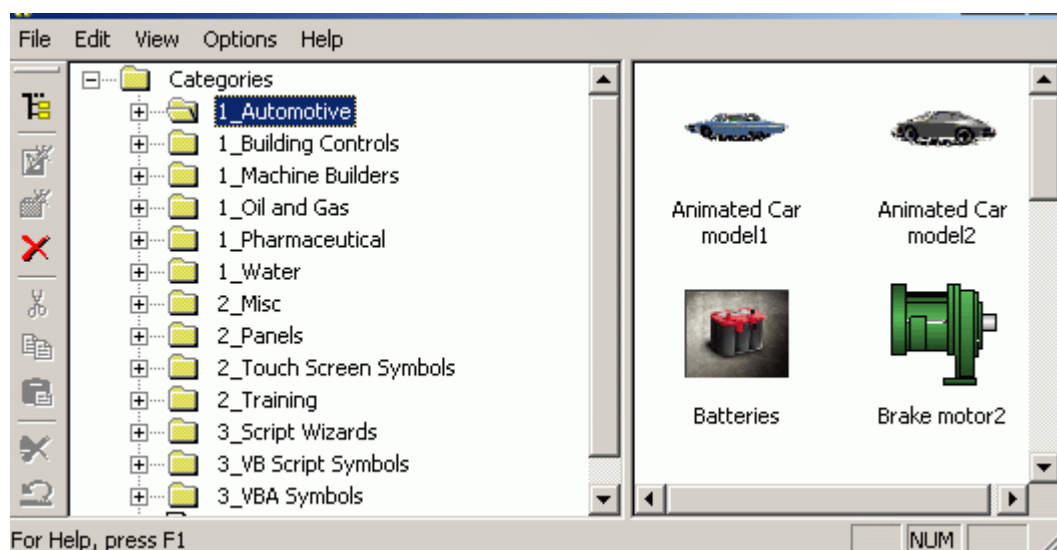 File Edit View Options Help
Categories
1_Automotive
1_Building Controls
1_Machine Builders
1_Oil and Gas
1_Pharmaceutical
1_Water
2_Misc
2_Panels
2_Touch Screen Symbols
2_Training
3_Script Wizards
3_VB Script Symbols
3_VBA Symbols
Animated Car
model1
Animated Car
model2
Batteries
Brake motor2
For Help, press F1
NUM